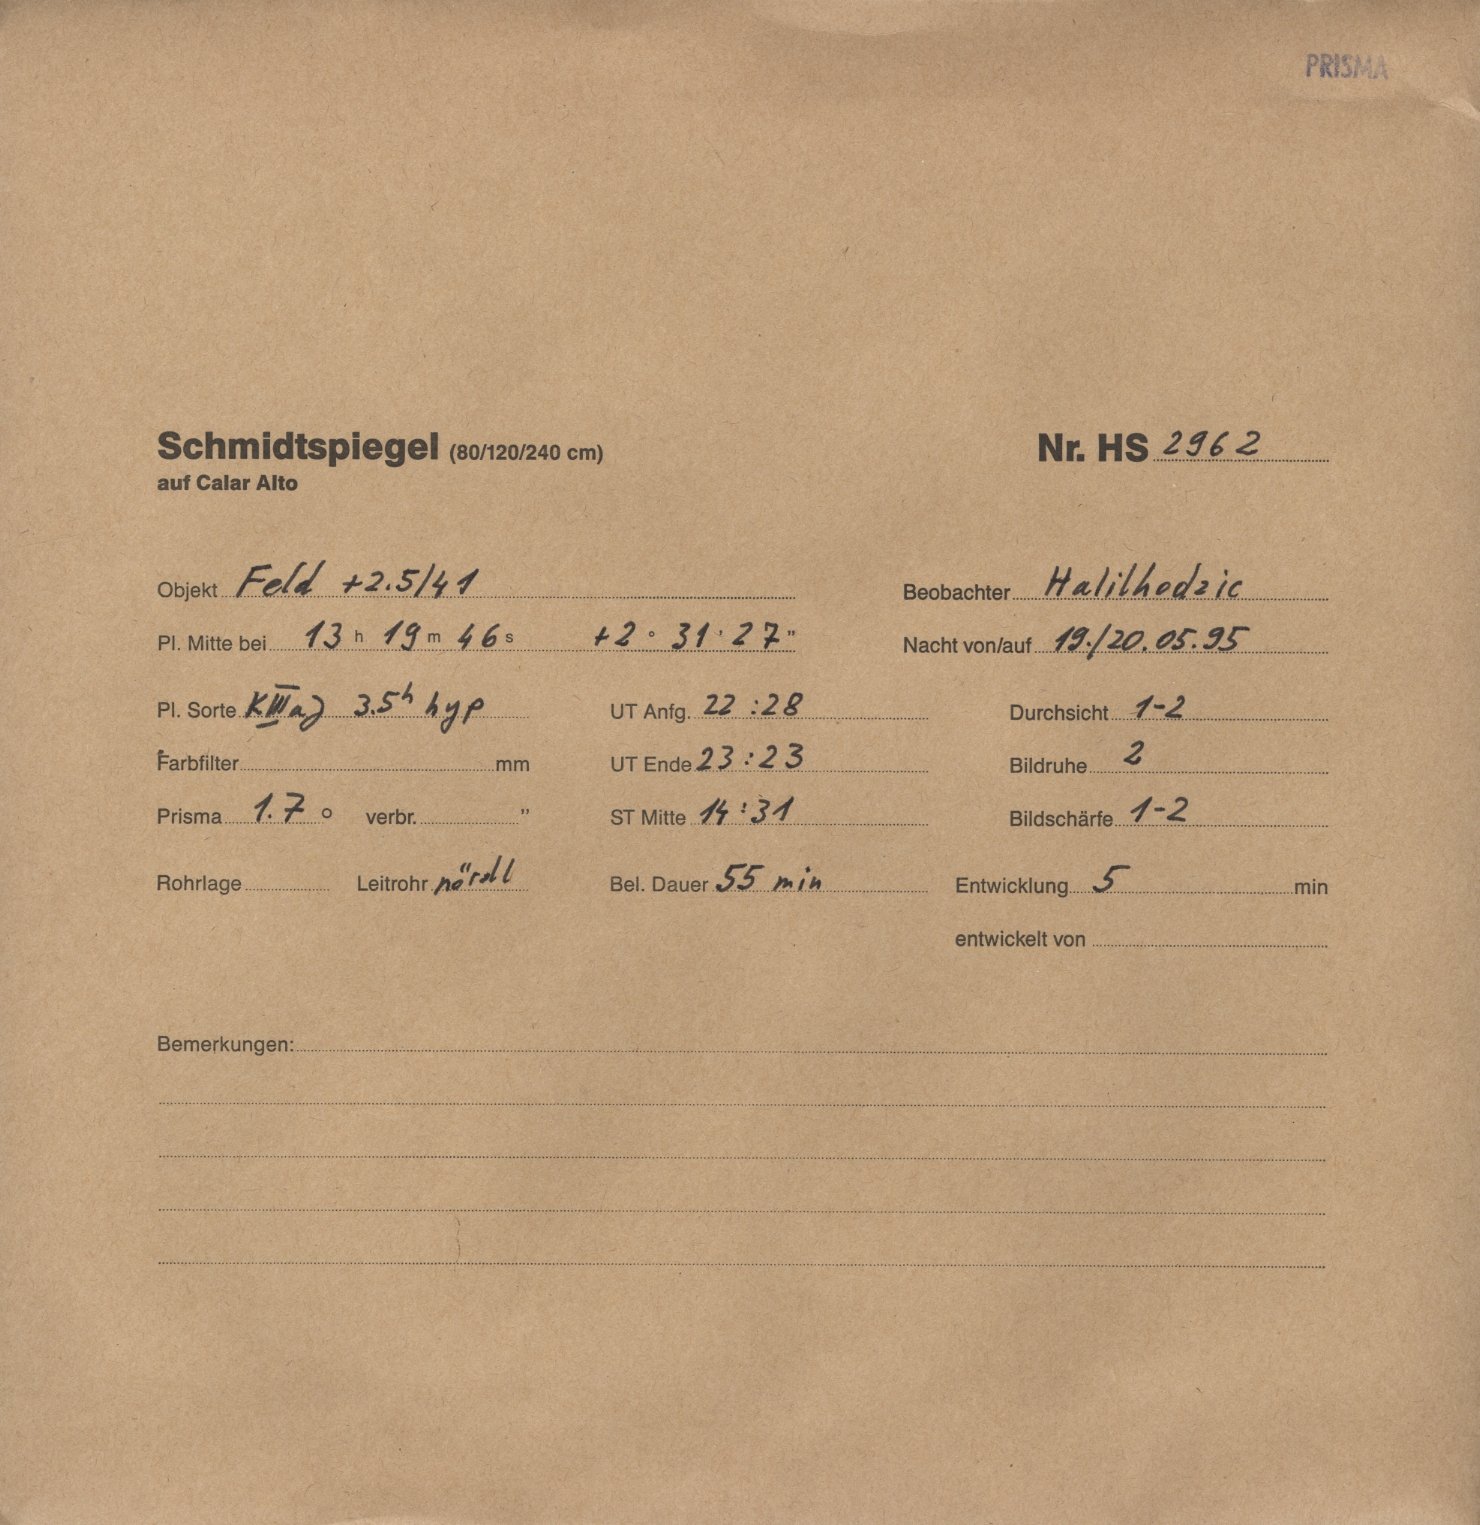 PRISMA
Schmidtspiegel (80/120/240 cm) Nr. HS 2962
auf Calar Alto
Objekt Feld +2.5/41 Beobachter Halilhodzic
Pl. Mitte bei 13 h 19 m 46 s +2 ° 31 ' 27 " Nacht von/auf 19./20.05.95
Pl. Sorte KIIIaJ 3.5h hyp UT Anfg. 22:28 Durchsicht 1-2
Farbfilter mm UT Ende 23:23 Bildruhe 2
Prisma 1.7 ° verbr. " ST Mitte 14:31 Bildschärfe 1-2
Rohrlage Leitrohr nördl Bel. Dauer 55 min Entwicklung 5 min
entwickelt von
Bemerkungen: